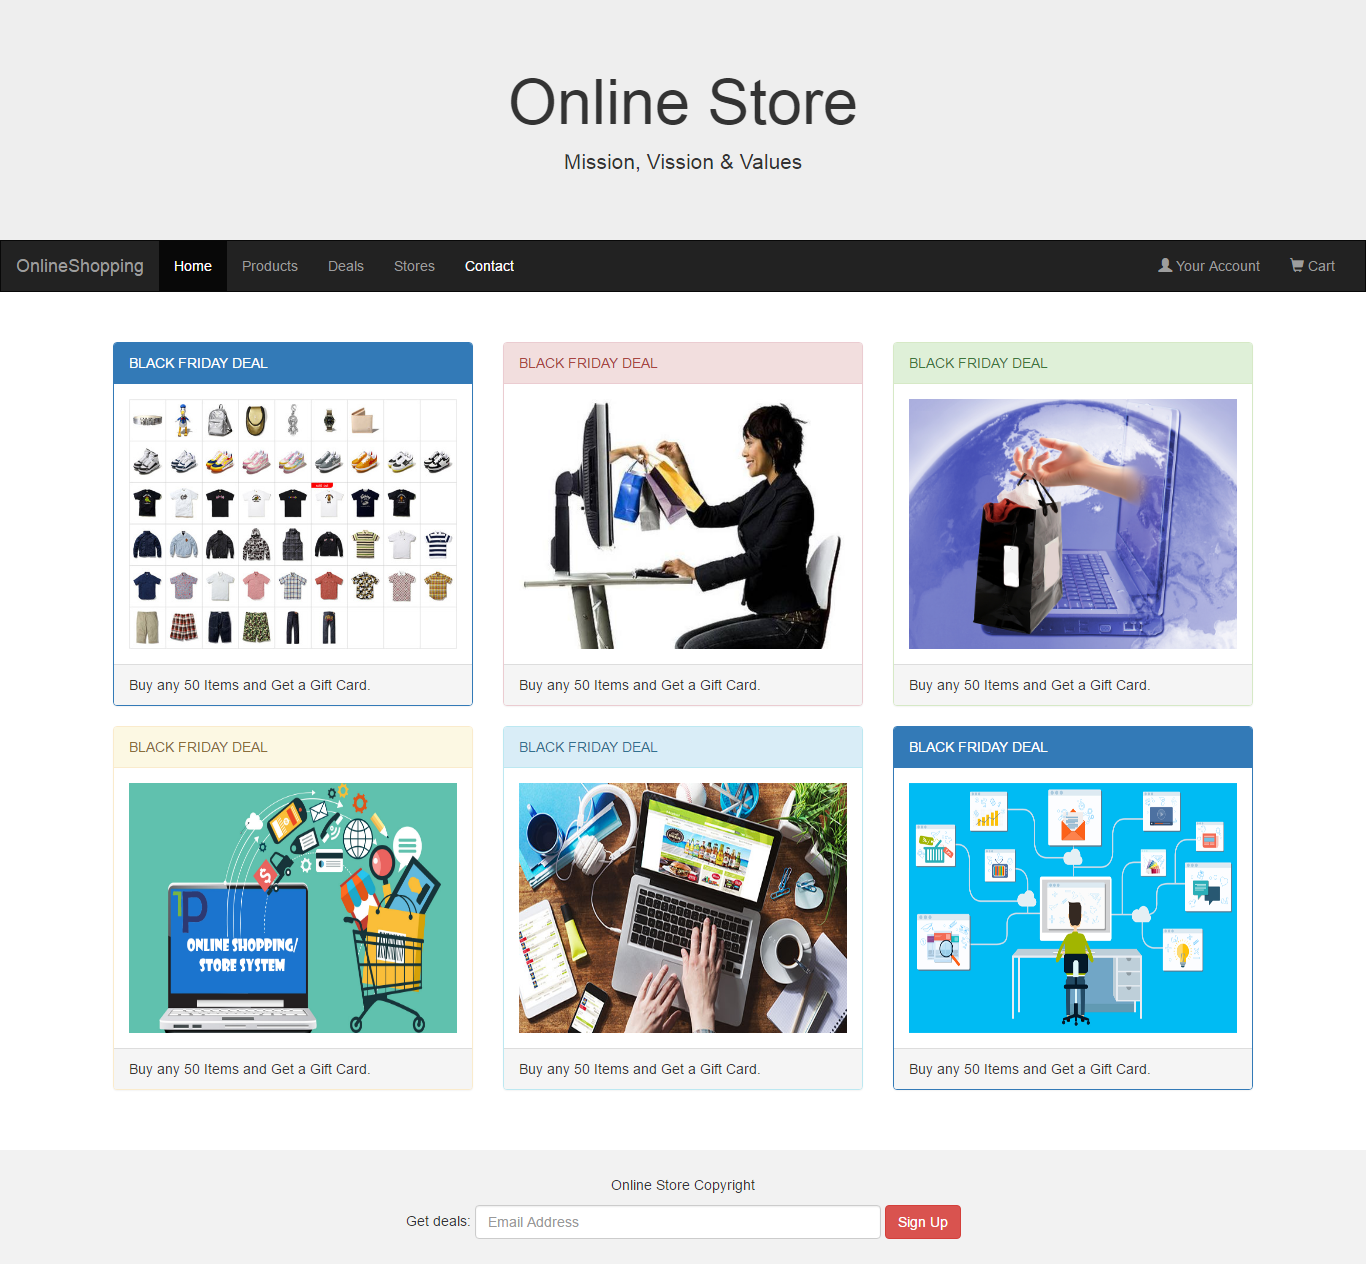 Online Store
Mission, Vission & Values
OnlineShopping Home Products Deals Stores Contact Your Account Cart
BLACK FRIDAY DEAL
BLACK FRIDAY DEAL
BLACK FRIDAY DEAL
Buy any 50 Items and Get a Gift Card.
Buy any 50 Items and Get a Gift Card.
Buy any 50 Items and Get a Gift Card.
BLACK FRIDAY DEAL
BLACK FRIDAY DEAL
BLACK FRIDAY DEAL
1P
ONLINE SHOPPING/
STORE SYSTEM
Buy any 50 Items and Get a Gift Card.
Buy any 50 Items and Get a Gift Card.
Buy any 50 Items and Get a Gift Card.
Online Store Copyright
Get deals: Email Address Sign Up